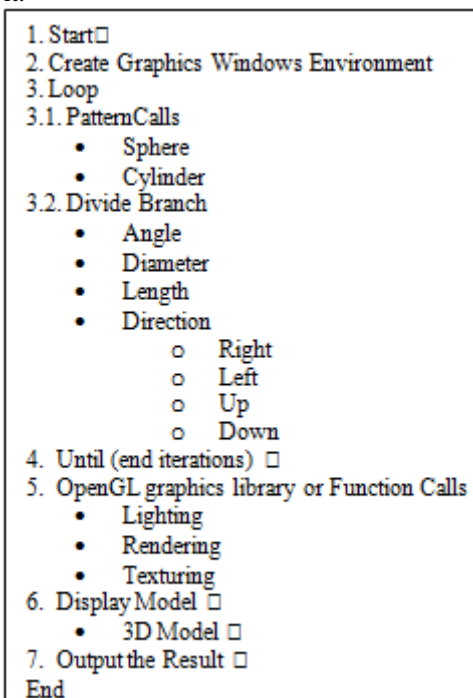 1. Start□
2. Create Graphics Windows Environment
3. Loop
3.1. PatternCalls
• Sphere
• Cylinder
3.2. Divide Branch
• Angle
• Diameter
• Length
• Direction
o Right
o Left
o Up
o Down
4. Until (end iterations) □
5. OpenGL graphics library or Function Calls
• Lighting
• Rendering
• Texturing
6. Display Model □
• 3D Model □
7. Output the Result □
End